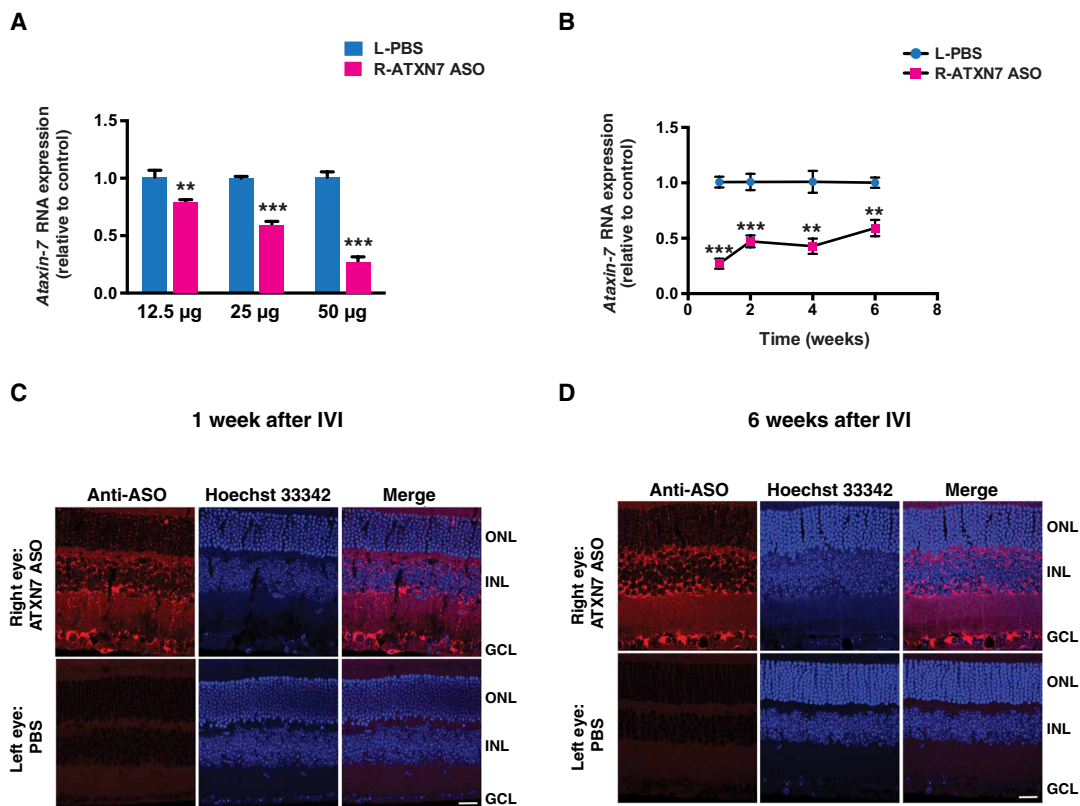 A
L-PBS
R-ATXN7 ASO
Ataxin-7 RNA expression
(relative to control)
1.5
1.0
0.5
0.0
**
***
***
12.5 µg
25 µg
50 µg
B
L-PBS
R-ATXN7 ASO
Ataxin-7 RNA expression
(relative to control)
1.5
1.0
0.5
0.0
***
***
**
**
0
2
4
6
8
Time (weeks)
C
1 week after IVI
Anti-ASO
Hoechst 33342
Merge
Right eye:
ATXN7 ASO
ONL
INL
GCL
Left eye:
PBS
ONL
INL
GCL
D
6 weeks after IVI
Anti-ASO
Hoechst 33342
Merge
Right eye:
ATXN7 ASO
ONL
INL
GCL
Left eye:
PBS
ONL
INL
GCL